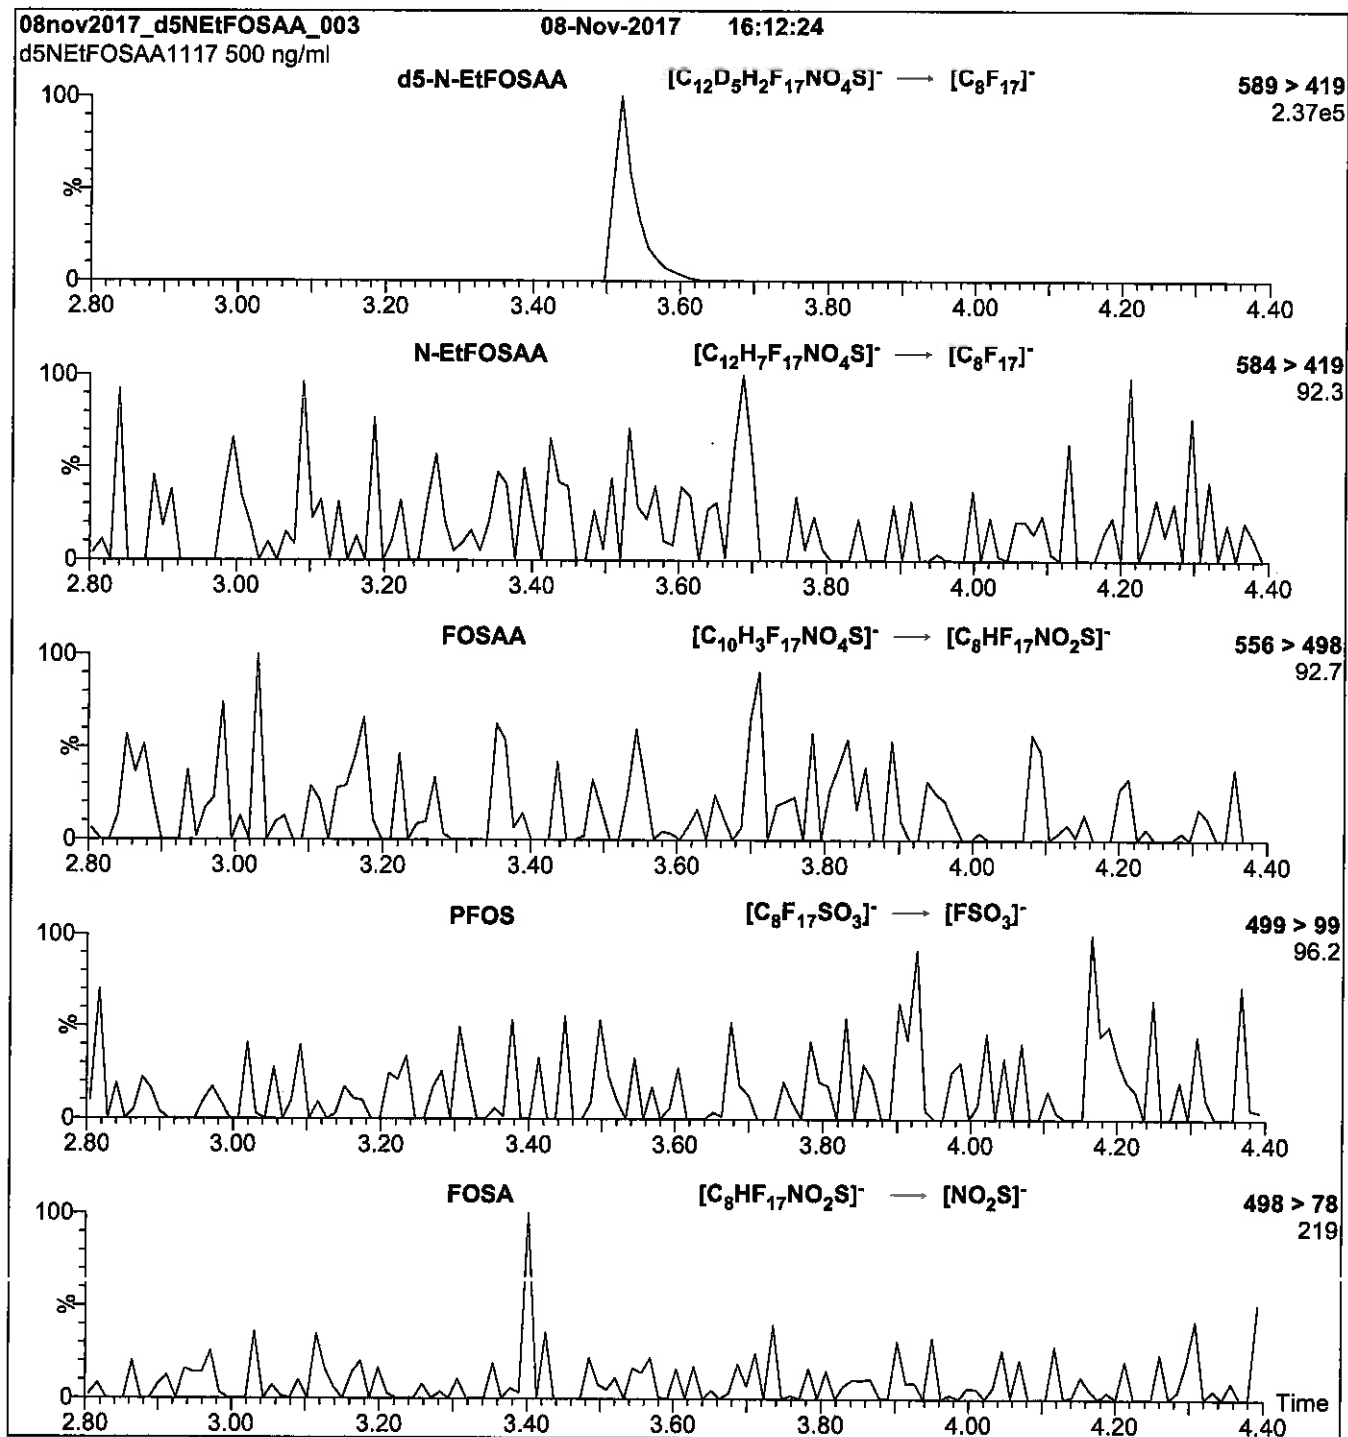 08nov2017_d5NEtFOSAA_003 08-Nov-2017 16:12:24
d5NEtFOSAA1117 500 ng/ml
d5-N-EtFOSAA [C₁₂D₅H₂F₁₇NO₄S]⁻ → [C₈F₁₇]⁻ 589 > 419
2.37e5
100
%
0
2.80 3.00 3.20 3.40 3.60 3.80 4.00 4.20 4.40
N-EtFOSAA [C₁₂H₇F₁₇NO₄S]⁻ → [C₈F₁₇]⁻ 584 > 419
92.3
100
%
0
2.80 3.00 3.20 3.40 3.60 3.80 4.00 4.20 4.40
FOSAA [C₁₀H₃F₁₇NO₄S]⁻ → [C₈HF₁₇NO₂S]⁻ 556 > 498
92.7
100
%
0
2.80 3.00 3.20 3.40 3.60 3.80 4.00 4.20 4.40
PFOS [C₈F₁₇SO₃]⁻ → [FSO₃]⁻ 499 > 99
96.2
100
%
0
2.80 3.00 3.20 3.40 3.60 3.80 4.00 4.20 4.40
FOSA [C₈HF₁₇NO₂S]⁻ → [NO₂S]⁻ 498 > 78
219
100
%
0
Time
2.80 3.00 3.20 3.40 3.60 3.80 4.00 4.20 4.40